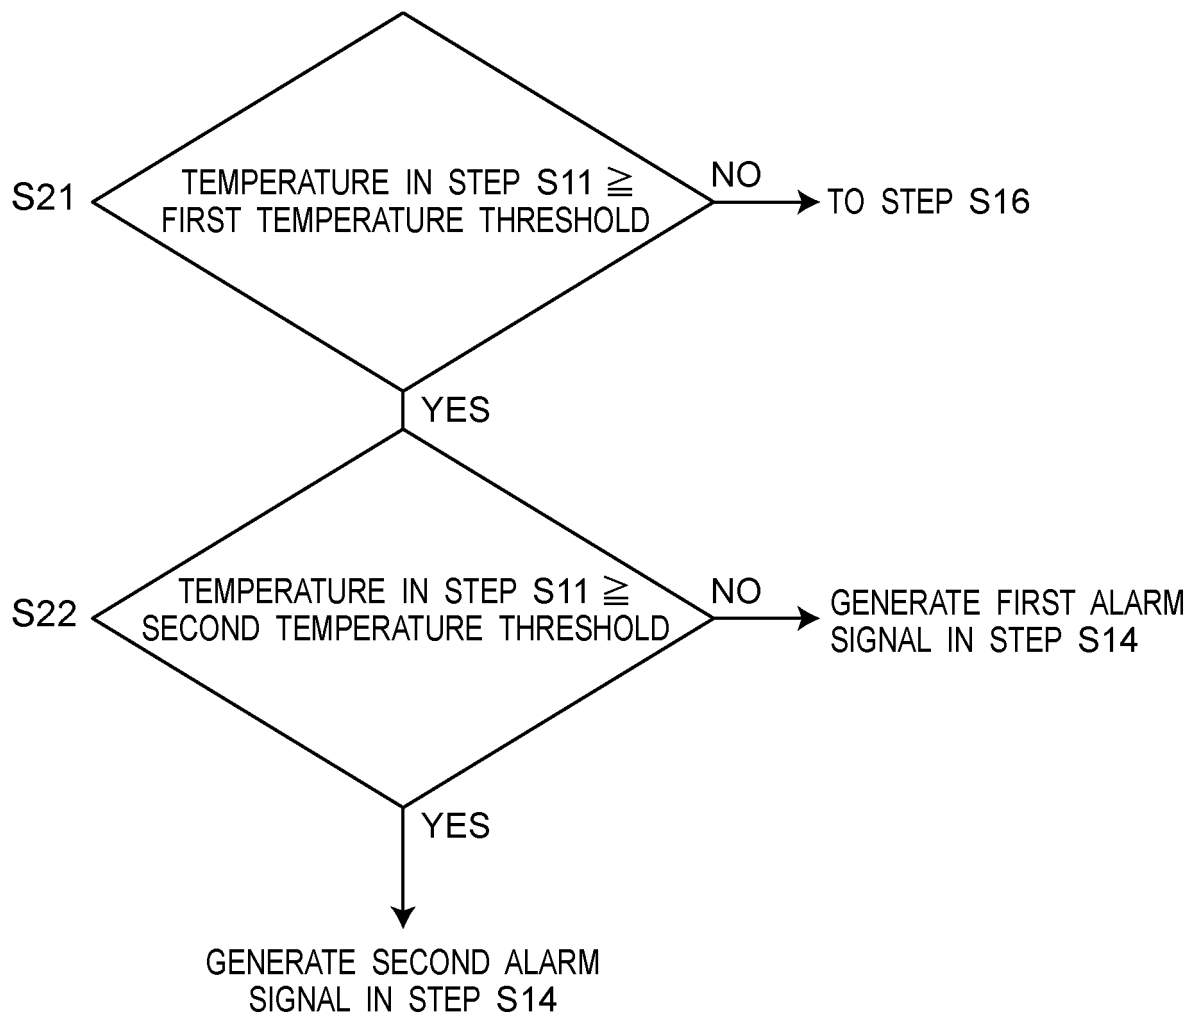 S21
TEMPERATURE IN STEP S11 ≧
FIRST TEMPERATURE THRESHOLD
NO
TO STEP S16
YES
S22
TEMPERATURE IN STEP S11 ≧
SECOND TEMPERATURE THRESHOLD
NO
GENERATE FIRST ALARM
SIGNAL IN STEP S14
YES
GENERATE SECOND ALARM
SIGNAL IN STEP S14